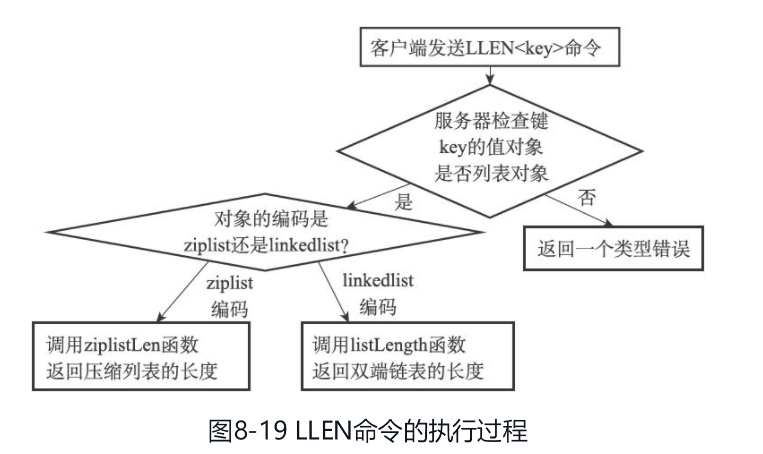 客户端发送LLEN<key>命令
服务器检查键
key的值对象
是否列表对象
是
否
对象的编码是
ziplist还是linkedlist？
返回一个类型错误
ziplist
编码
linkedlist
编码
调用ziplistLen函数
返回压缩列表的长度
调用listLength函数
返回双端链表的长度
图8-19 LLEN命令的执行过程